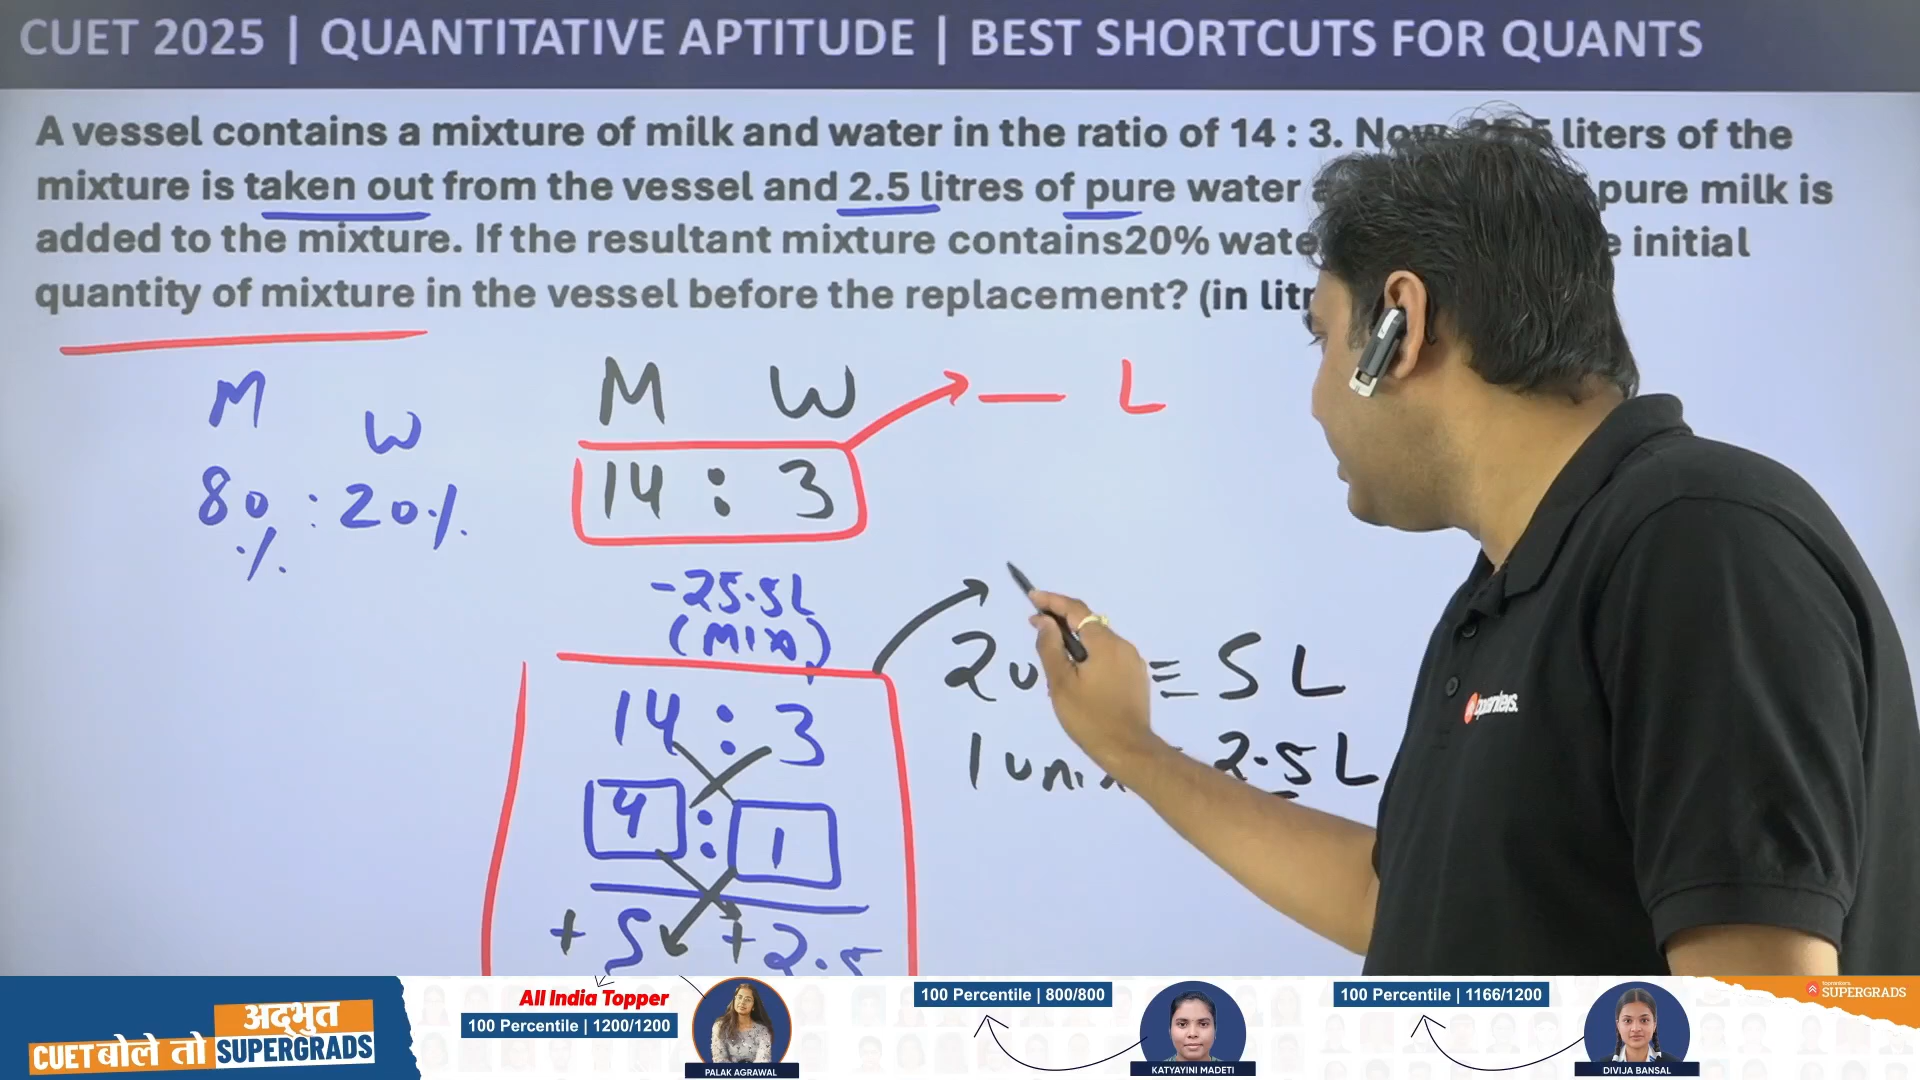 CUET 2025 | QUANTITATIVE APTITUDE | BEST SHORTCUTS FOR QUANTS
A vessel contains a mixture of milk and water in the ratio of 14 : 3. Now liters of the
mixture is taken out from the vessel and 2.5 litres of pure water pure milk is
added to the mixture. If the resultant mixture contains20% initial
quantity of mixture in the vessel before the replacement? (in
M W
80% : 20%
M W
14 : 3
L
-25.5L
(Mix)
14 : 3
4 : 1
+ 5 + 2.5
≡ 5 L
2.5 L
CUET बोले तो अद्भुत SUPERGRADS
All India Topper
100 Percentile | 1200/1200
PALAK AGRAWAL
100 Percentile | 800/800
KATYAYINI MADETI
100 Percentile | 1166/1200
DIVIJA BANSAL
SUPERGRADS